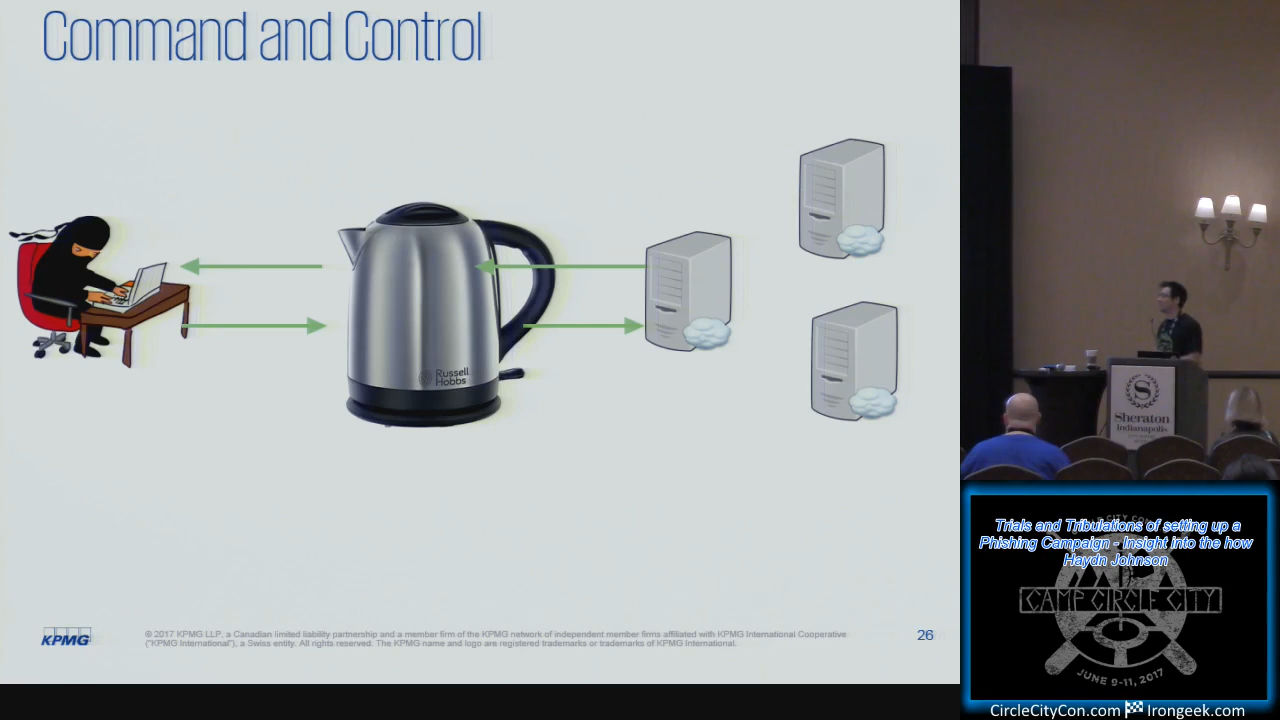 Command and Control
Russell
Hobbs
KPMG
© 2017 KPMG LLP, a Canadian limited liability partnership and a member firm of the KPMG network of independent member firms affiliated with KPMG International Cooperative
("KPMG International"), a Swiss entity. All rights reserved. The KPMG name and logo are registered trademarks or trademarks of KPMG International.
26
S
Sheraton
Indianapolis
Trials and Tribulations of setting up a
Phishing Campaign - Insight into the how
Haydn Johnson
CAMP CIRCLE CITY
JUNE 9-11, 2017
CircleCityCon.com Irongeek.com